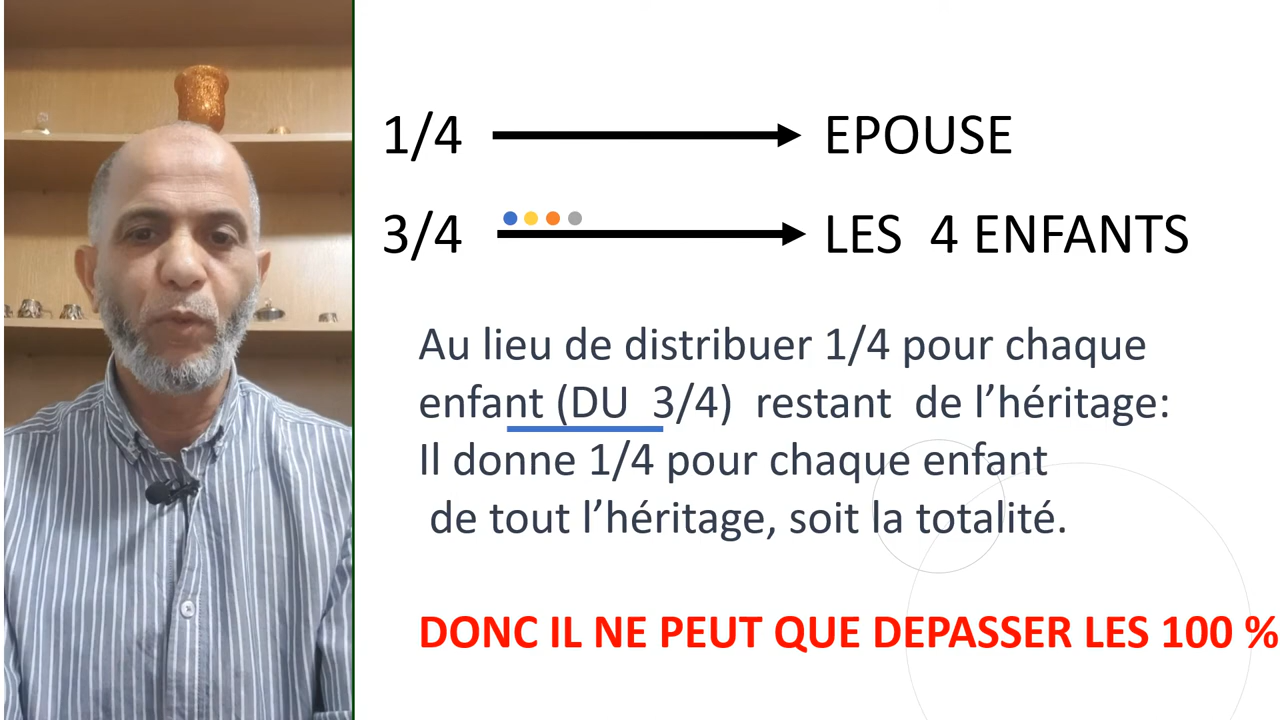 1/4 EPOUSE
3/4 LES 4 ENFANTS
Au lieu de distribuer 1/4 pour chaque
enfant (DU 3/4) restant de l’héritage:
Il donne 1/4 pour chaque enfant
de tout l’héritage, soit la totalité.
DONC IL NE PEUT QUE DEPASSER LES 100 %